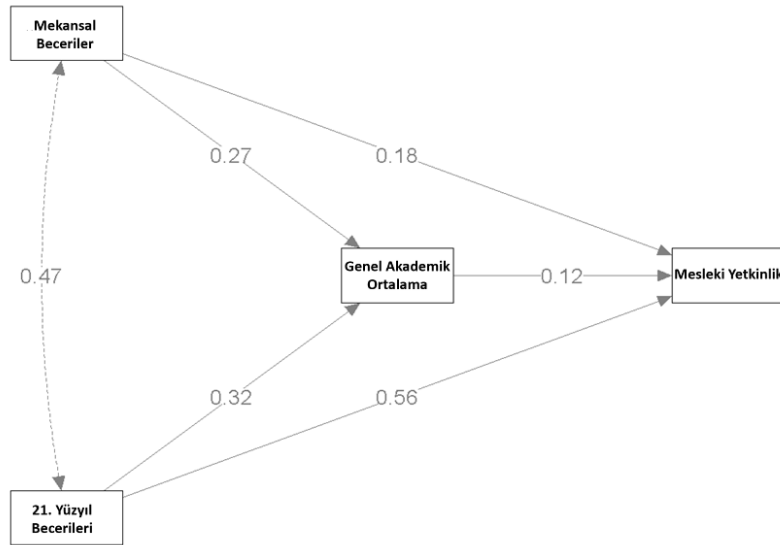 Mekansal
Beceriler
0.27
0.18
0.47
Genel Akademik
Ortalama
0.12
Mesleki Yetkinlik
0.32
0.56
21. Yüzyıl
Becerileri